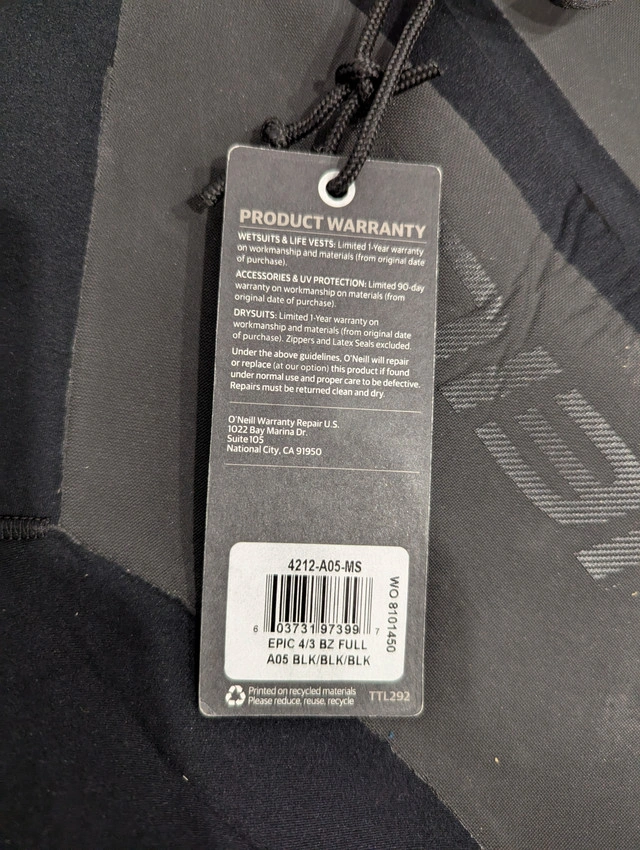 PRODUCT WARRANTY
WETSUITS & LIFE VESTS: Limited 1-Year warranty
on workmanship and materials (from original date
of purchase).
ACCESSORIES & UV PROTECTION: Limited 90-day
warranty on workmanship on materials (from
original date of purchase).
DRYSUITS: Limited 1-Year warranty on
workmanship and materials (from original date
of purchase). Zippers and Latex Seals excluded.
Under the above guidelines, O'Neill will repair
or replace (at our option) this product if found
under normal use and proper care to be defective.
Repairs must be returned clean and dry.
O'Neill Warranty Repair U.S.
1022 Bay Marina Dr.
Suite 105
National City, CA 91950
4212-A05-MS
6 03731 97399 7
WO 8101450
EPIC 4/3 BZ FULL
A05 BLK/BLK/BLK
Printed on recycled materials
Please reduce, reuse, recycle
TTL292